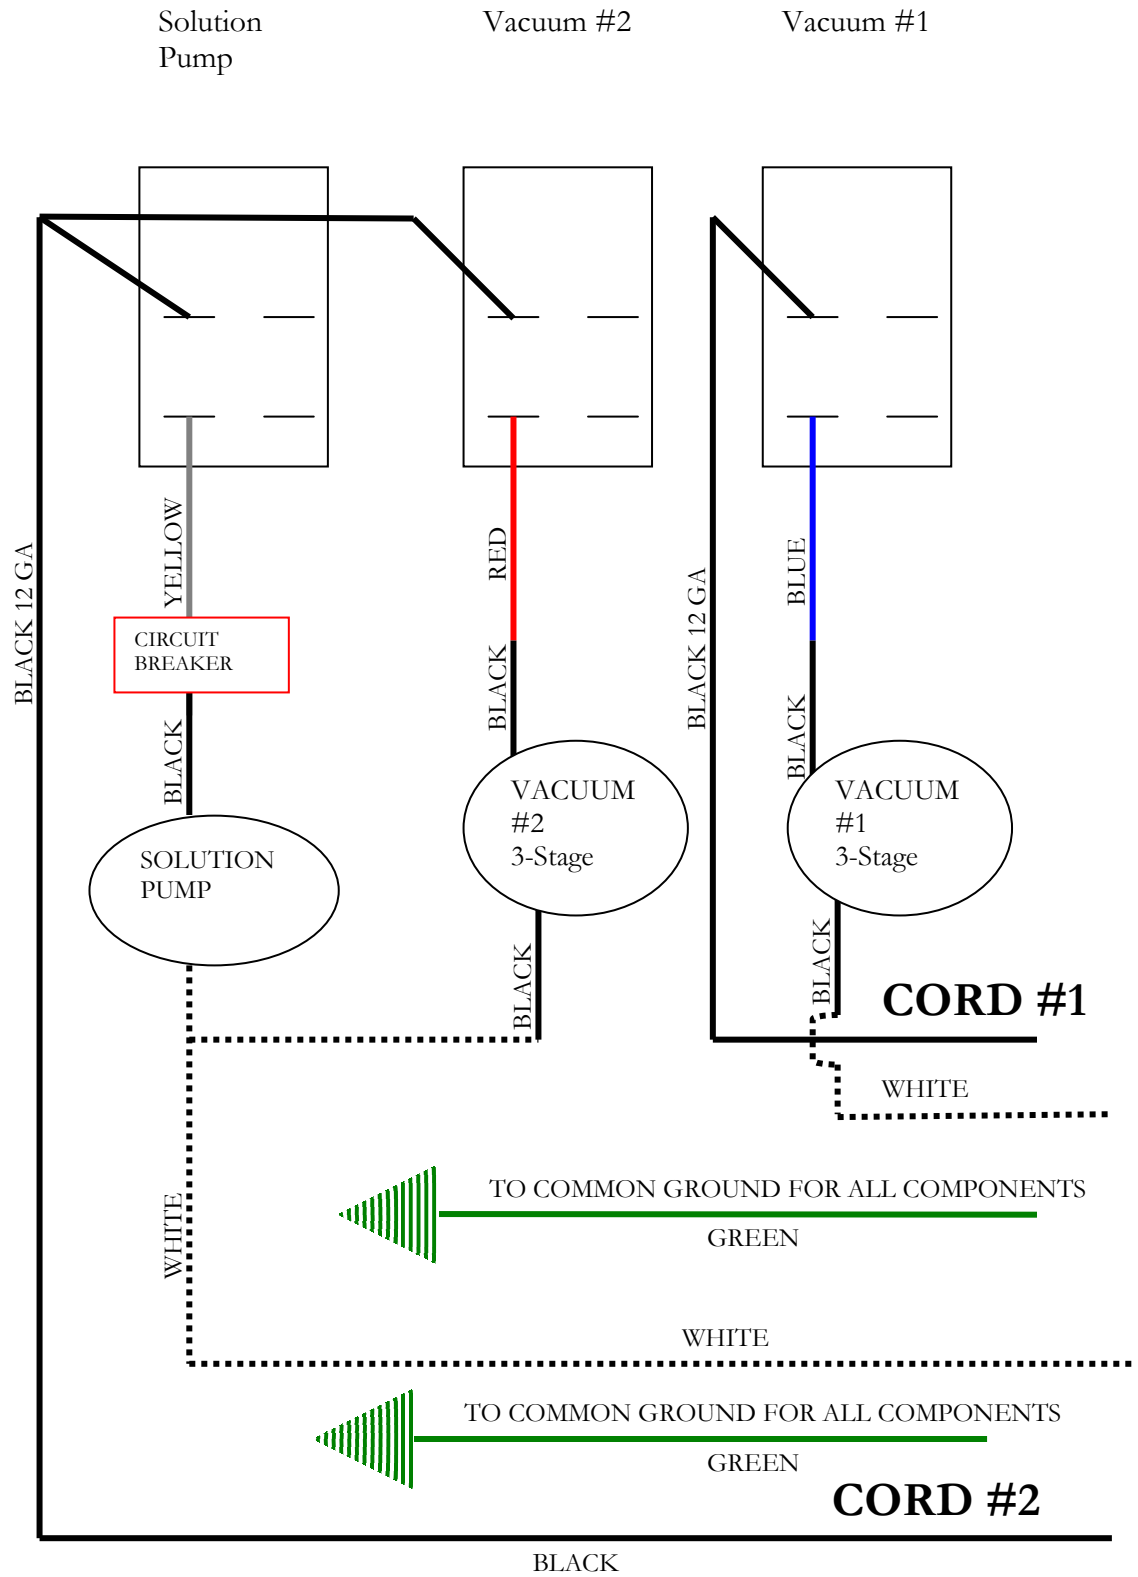 Solution
Pump
Vacuum #2
Vacuum #1
YELLOW
RED
BLUE
BLACK 12 GA
BLACK 12 GA
CIRCUIT
BREAKER
BLACK
BLACK
BLACK
VACUUM
#2
3-Stage
VACUUM
#1
3-Stage
SOLUTION
PUMP
BLACK
BLACK
CORD #1
WHITE
TO COMMON GROUND FOR ALL COMPONENTS
GREEN
WHITE
WHITE
TO COMMON GROUND FOR ALL COMPONENTS
GREEN
CORD #2
BLACK